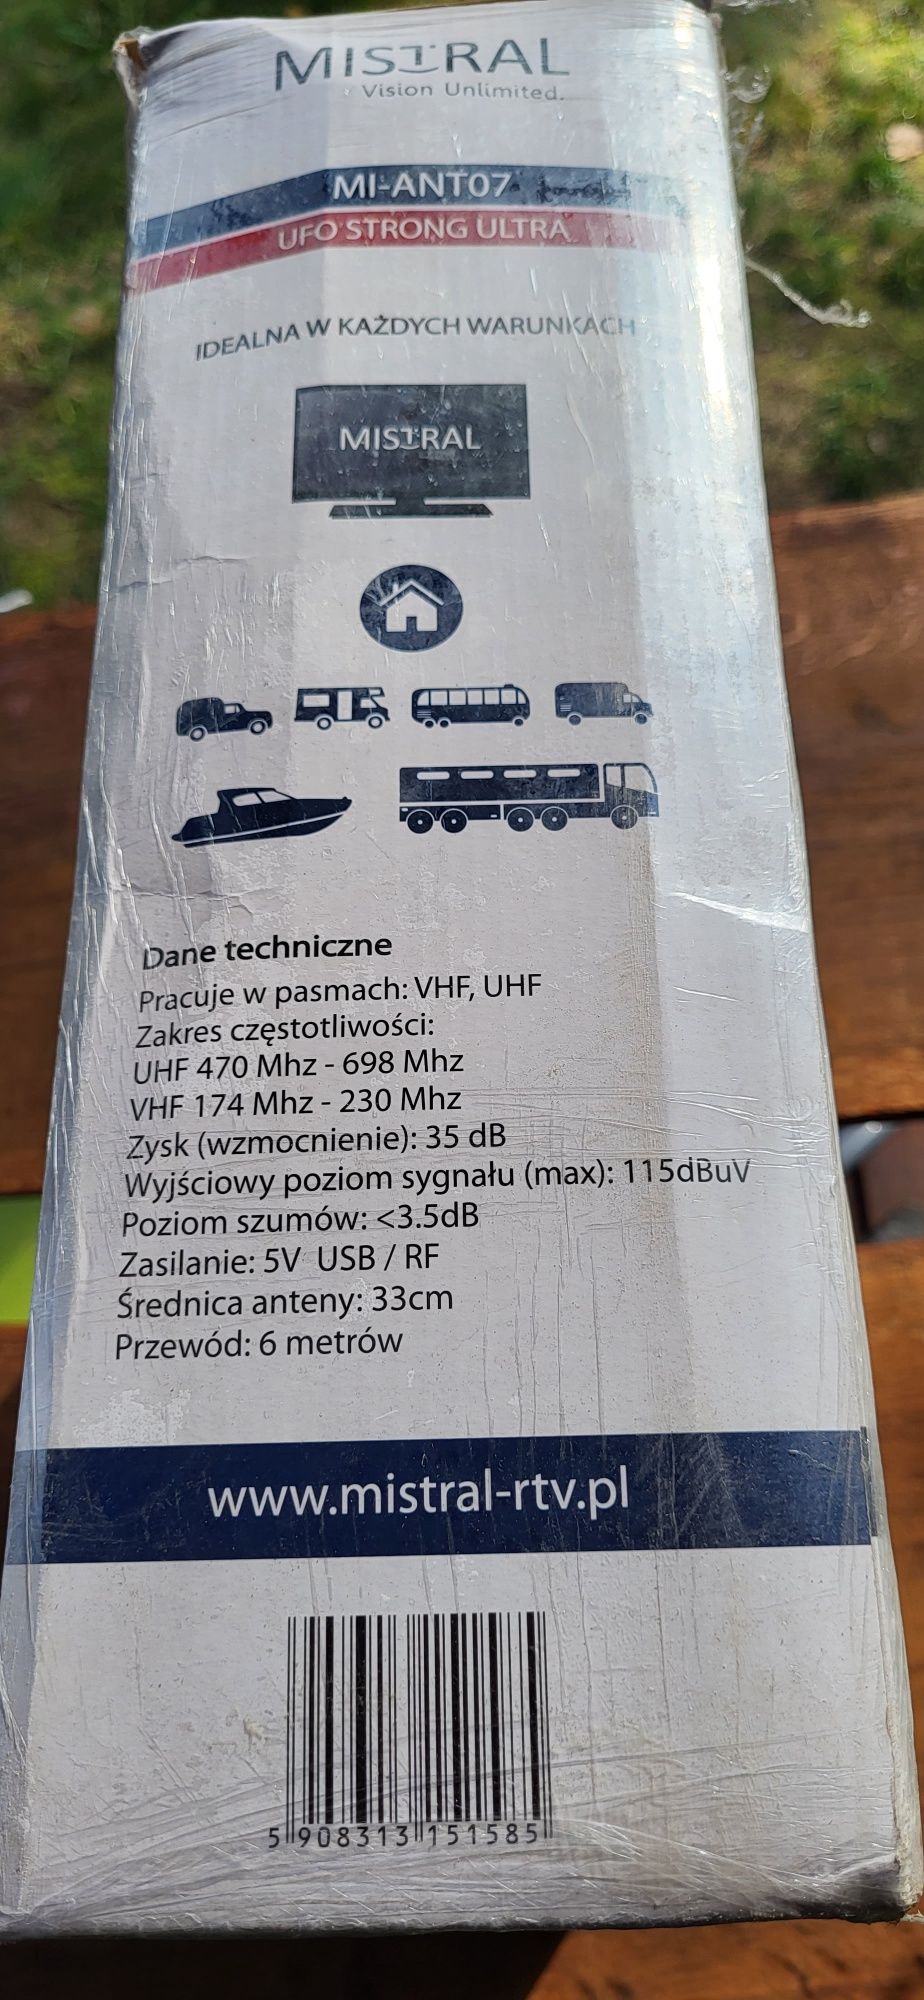 MISTRAL
Vision Unlimited.
MI-ANT07
UFO STRONG ULTRA
IDEALNA W KAŻDYCH WARUNKACH
MISTRAL
Dane techniczne
Pracuje w pasmach: VHF, UHF
Zakres częstotliwości:
UHF 470 Mhz - 698 Mhz
VHF 174 Mhz - 230 Mhz
Zysk (wzmocnienie): 35 dB
Wyjściowy poziom sygnału (max): 115dBuV
Poziom szumów: <3.5dB
Zasilanie: 5V USB / RF
Średnica anteny: 33cm
Przewód: 6 metrów
www.mistral-rtv.pl
5 908313 151585